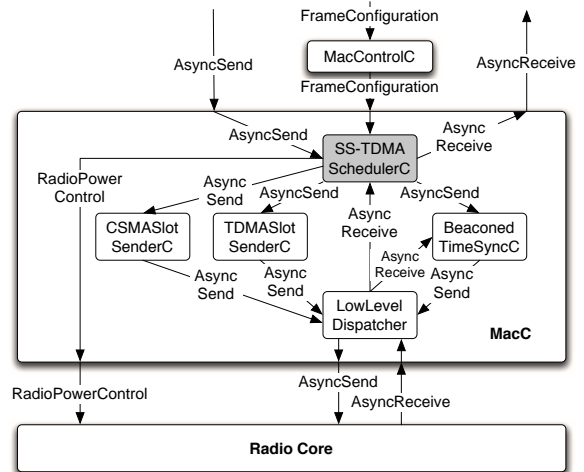 FrameConfiguration
MacControlC
AsyncSend
AsyncReceive
FrameConfiguration
AsyncSend
Async
Receive
SS-TDMA
SchedulerC
RadioPower
Control
Async
Send
AsyncSend
AsyncSend
CSMASlot
SenderC
TDMASlot
SenderC
Async
Receive
Beaconed
TimeSyncC
Async
Receive
Async
Send
Async
Send
Async
Send
LowLevel
Dispatcher
MacC
RadioPowerControl
AsyncSend
AsyncReceive
Radio Core